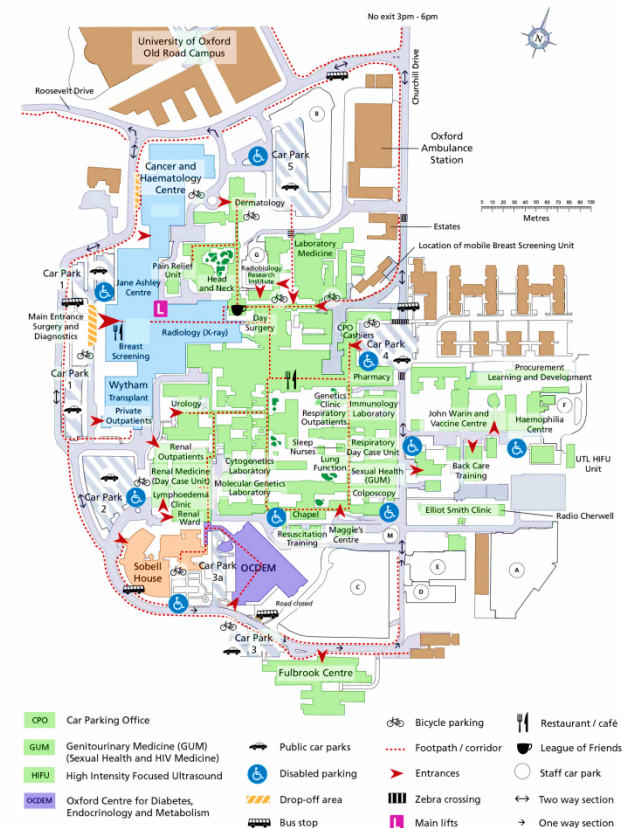 No exit 3pm - 6pm
N
University of Oxford
Old Road Campus
Churchill Drive
Roosevelt Drive
B
Oxford
Ambulance
Station
Car Park
5
Cancer and
Haematology
Centre
0 10 20 30 40 50 60 70 80 90 100
Metres
Dermatology
Estates
Laboratory
Medicine
Location of mobile Breast Screening Unit
G
Radiobiology
Research
Institute
Pain Relief
Unit
Head
and Neck
Car Park
1
Jane Ashley
Centre
L
Main Entrance
Surgery and
Diagnostics
Day
Surgery
Radiology (X-ray)
CPO
Cashiers
Car Park
4
Breast
Screening
Pharmacy
Procurement
Learning and Development
Car Park
1
Wytham
Transplant
Private
Outpatients
Urology
Genetics
Clinic
Respiratory
Outpatients
Immunology
Laboratory
John Warin and
Vaccine Centre
F
Haemophilia
Centre
Renal
Outpatients
Sleep
Nurses
Respiratory
Day Case Unit
Cytogenetics
Laboratory
Lung
Function
Renal Medicine
(Day Case Unit)
Sexual Health
(GUM)
Back Care
Training
UTL HIFU
Unit
Molecular Genetics
Laboratory
Car Park
2
Lymphoedema
Clinic
Colposcopy
Renal
Ward
Chapel
Elliot Smith Clinic
Radio Cherwell
Resuscitation
Training
Maggie's
Centre
M
Sobell
House
Car Park
3a
OCDEM
E
A
C
D
Road closed
Car Park
3
Fulbrook Centre
CPO Car Parking Office
GUM Genitourinary Medicine (GUM)
(Sexual Health and HIV Medicine)
HIFU High Intensity Focused Ultrasound
OCDEM Oxford Centre for Diabetes,
Endocrinology and Metabolism
Public car parks
Disabled parking
Drop-off area
Bus stop
Bicycle parking
Footpath / corridor
Entrances
Zebra crossing
L Main lifts
Restaurant / café
League of Friends
Staff car park
Two way section
One way section